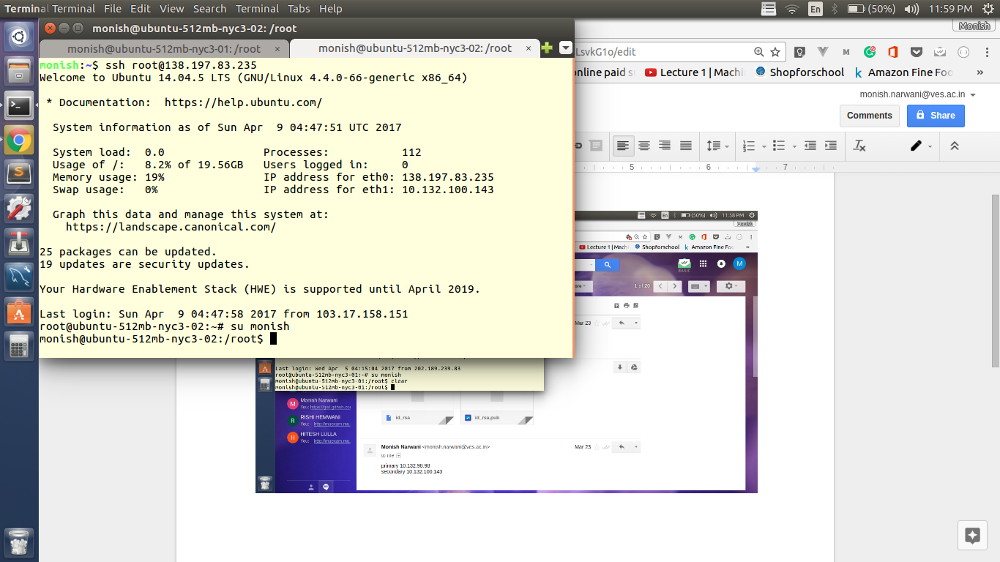 Terminal Terminal File Edit View Search Terminal Tabs Help
En (50%) 11:59 PM
monish@ubuntu-512mb-nyc3-02: /root
Monish
monish@ubuntu-512mb-nyc3-01: /root × monish@ubuntu-512mb-nyc3-02: /root ×
LsvkG1o/edit
monish:~$ ssh root@138.197.83.235
Welcome to Ubuntu 14.04.5 LTS (GNU/Linux 4.4.0-66-generic x86_64)
* Documentation: https://help.ubuntu.com/
System information as of Sun Apr 9 04:47:51 UTC 2017
System load: 0.0 Processes: 112
Usage of /: 8.2% of 19.56GB Users logged in: 0
Memory usage: 19% IP address for eth0: 138.197.83.235
Swap usage: 0% IP address for eth1: 10.132.100.143
Graph this data and manage this system at:
https://landscape.canonical.com/
25 packages can be updated.
19 updates are security updates.
Your Hardware Enablement Stack (HWE) is supported until April 2019.
Last login: Sun Apr 9 04:47:58 2017 from 103.17.158.151
root@ubuntu-512mb-nyc3-02:~# su monish
monish@ubuntu-512mb-nyc3-02:/root$
nline paid s Lecture 1 | Machi Shopforschool k Amazon Fine Foo »
monish.narwani@ves.ac.in
Comments Share
5 6 7
En (50%) 11:58 PM
Monish
Lecture 1 | Machi Shopforschool k Amazon Fine Foo »
BASIC M
1 of 20
Mar 23
Last login: Wed Apr 5 04:15:04 2017 from 202.189.239.83
root@ubuntu-512mb-nyc3-01:~# su monish
monish@ubuntu-512mb-nyc3-01:/root$ clear
monish@ubuntu-512mb-nyc3-01:/root$
M Monish Narwani
You: https://gist.github.co
R RISHI HEMWANI
You: http://muexam.mu.
H HITESH LULLA
You: http://muexam.mu.
id_rsa id_rsa.pub
Monish Narwani <monish.narwani@ves.ac.in> Mar 23
to me
primary 10.132.98.98
secondary 10.132.100.143